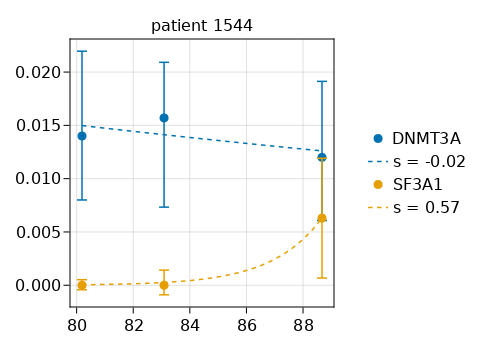 patient 1544
0.020
0.015
0.010
0.005
0.000
80 82 84 86 88
DNMT3A
s = -0.02
SF3A1
s = 0.57